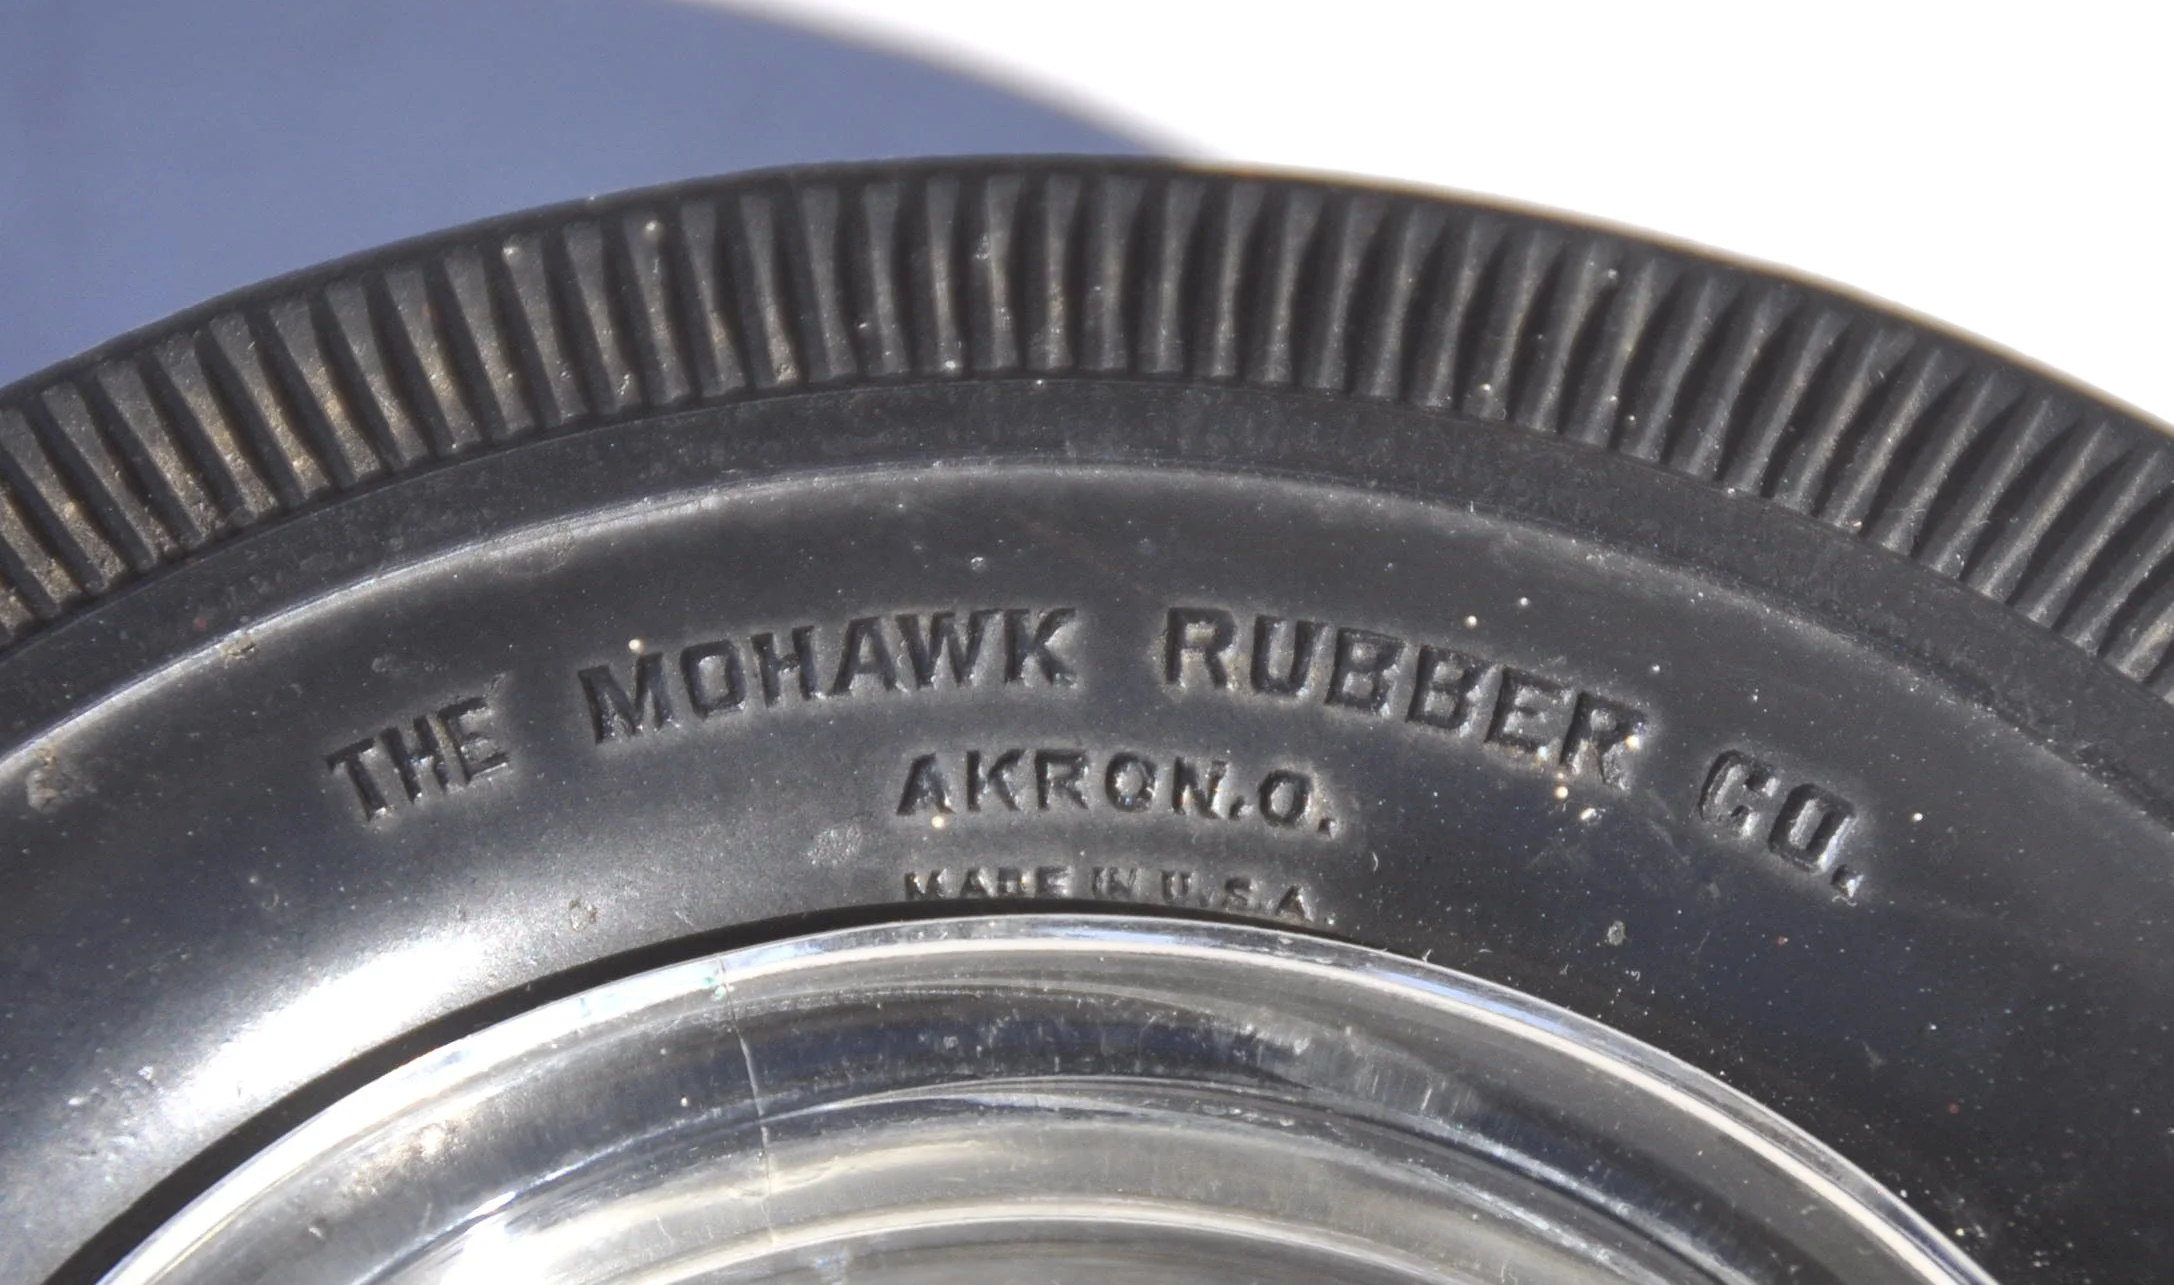 THE MOHAWK RUBBER CO.
AKRON.O.
MADE IN U.S.A.